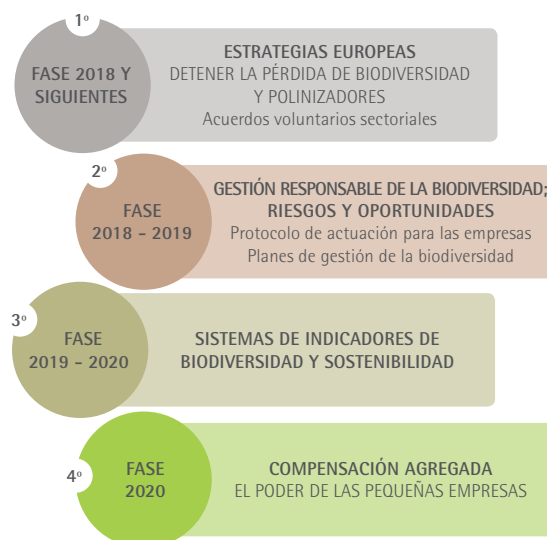 1º
FASE 2018 Y
SIGUIENTES
ESTRATEGIAS EUROPEAS
DETENER LA PÉRDIDA DE BIODIVERSIDAD
Y POLINIZADORES
Acuerdos voluntarios sectoriales
2º
FASE
2018 - 2019
GESTIÓN RESPONSABLE DE LA BIODIVERSIDAD;
RIESGOS Y OPORTUNIDADES
Protocolo de actuación para las empresas
Planes de gestión de la biodiversidad
3º
FASE
2019 - 2020
SISTEMAS DE INDICADORES DE
BIODIVERSIDAD Y SOSTENIBILIDAD
4º
FASE
2020
COMPENSACIÓN AGREGADA
EL PODER DE LAS PEQUEÑAS EMPRESAS